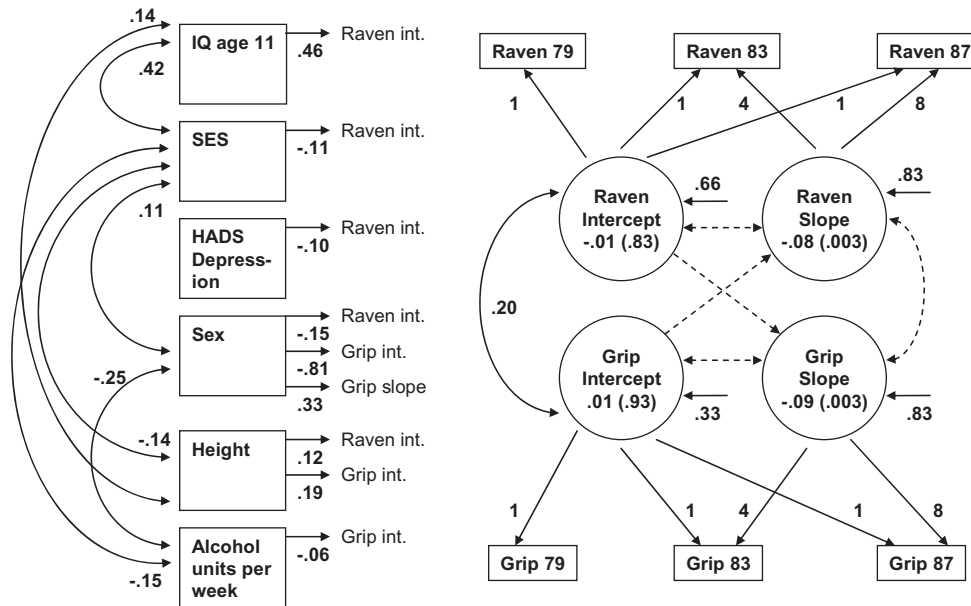 .14
IQ age 11
Raven int.
.46
.42
SES
Raven int.
-.11
.11
HADS
Depress-
ion
Raven int.
-.10
Sex
Raven int.
-.15
Grip int.
-.81
Grip slope
.33
-.25
-.14
Height
Raven int.
.12
Grip int.
.19
Alcohol
units per
week
Grip int.
-.06
-.15
Raven 79
Raven 83
Raven 87
1
1
4
1
8
Raven
Intercept
-.01 (.83)
.66
Raven
Slope
-.08 (.003)
.83
.20
Grip
Intercept
.01 (.93)
.33
Grip
Slope
-.09 (.003)
.83
1
1
4
1
8
Grip 79
Grip 83
Grip 87